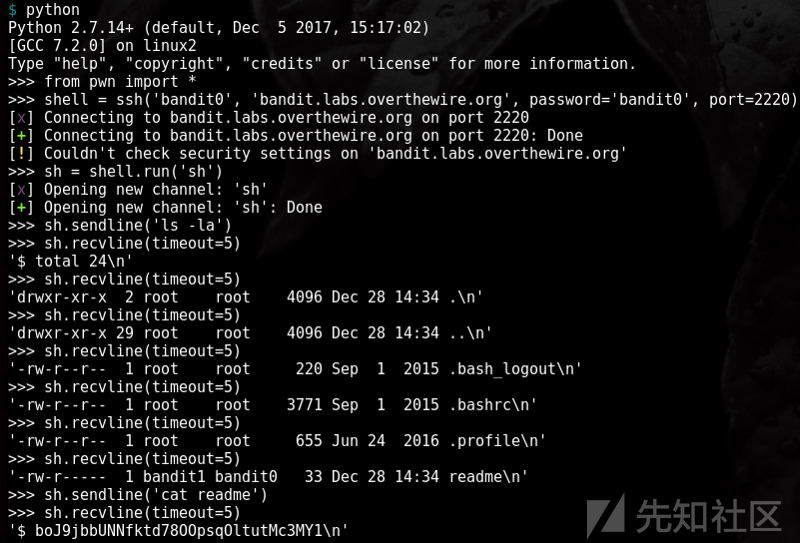 $ python
Python 2.7.14+ (default, Dec  5 2017, 15:17:02)
[GCC 7.2.0] on linux2
Type "help", "copyright", "credits" or "license" for more information.
>>> from pwn import *
>>> shell = ssh('bandit0', 'bandit.labs.overthewire.org', password='bandit0', port=2220)
[x] Connecting to bandit.labs.overthewire.org on port 2220
[+] Connecting to bandit.labs.overthewire.org on port 2220: Done
[!] Couldn't check security settings on 'bandit.labs.overthewire.org'
>>> sh = shell.run('sh')
[x] Opening new channel: 'sh'
[+] Opening new channel: 'sh': Done
>>> sh.sendline('ls -la')
>>> sh.recvline(timeout=5)
'$ total 24\n'
>>> sh.recvline(timeout=5)
'drwxr-xr-x  2 root    root    4096 Dec 28 14:34 .\n'
>>> sh.recvline(timeout=5)
'drwxr-xr-x 29 root    root    4096 Dec 28 14:34 ..\n'
>>> sh.recvline(timeout=5)
'-rw-r--r--  1 root    root     220 Sep  1  2015 .bash_logout\n'
>>> sh.recvline(timeout=5)
'-rw-r--r--  1 root    root    3771 Sep  1  2015 .bashrc\n'
>>> sh.recvline(timeout=5)
'-rw-r--r--  1 root    root     655 Jun 24  2016 .profile\n'
>>> sh.recvline(timeout=5)
'-rw-r-----  1 bandit1 bandit0   33 Dec 28 14:34 readme\n'
>>> sh.sendline('cat readme')
>>> sh.recvline(timeout=5)
'$ boJ9jbbUNNfktd78OOpsqOltutMc3MY1\n'
先知社区